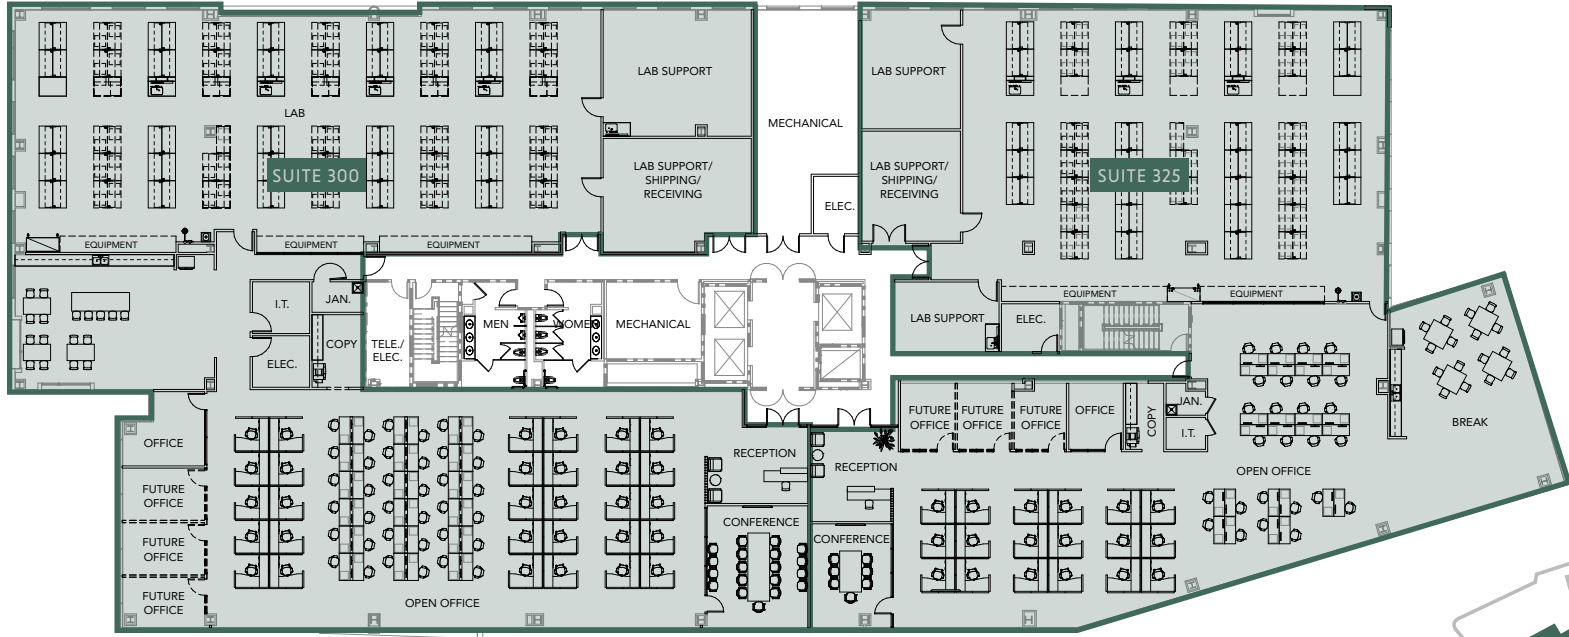 LAB SUPPORT
LAB SUPPORT
LAB
MECHANICAL
SUITE 300
LAB SUPPORT/
SHIPPING/
RECEIVING
LAB SUPPORT/
SHIPPING/
RECEIVING
SUITE 325
ELEC.
EQUIPMENT
EQUIPMENT
EQUIPMENT
EQUIPMENT
EQUIPMENT
I.T.
JAN.
COPY
ELEC.
TELE./
ELEC.
MEN
WOMEN
MECHANICAL
LAB SUPPORT
ELEC.
OFFICE
FUTURE
OFFICE
FUTURE
OFFICE
FUTURE
OFFICE
OPEN OFFICE
RECEPTION
CONFERENCE
RECEPTION
CONFERENCE
FUTURE
OFFICE
FUTURE
OFFICE
FUTURE
OFFICE
OFFICE
COPY
JAN.
I.T.
OPEN OFFICE
BREAK